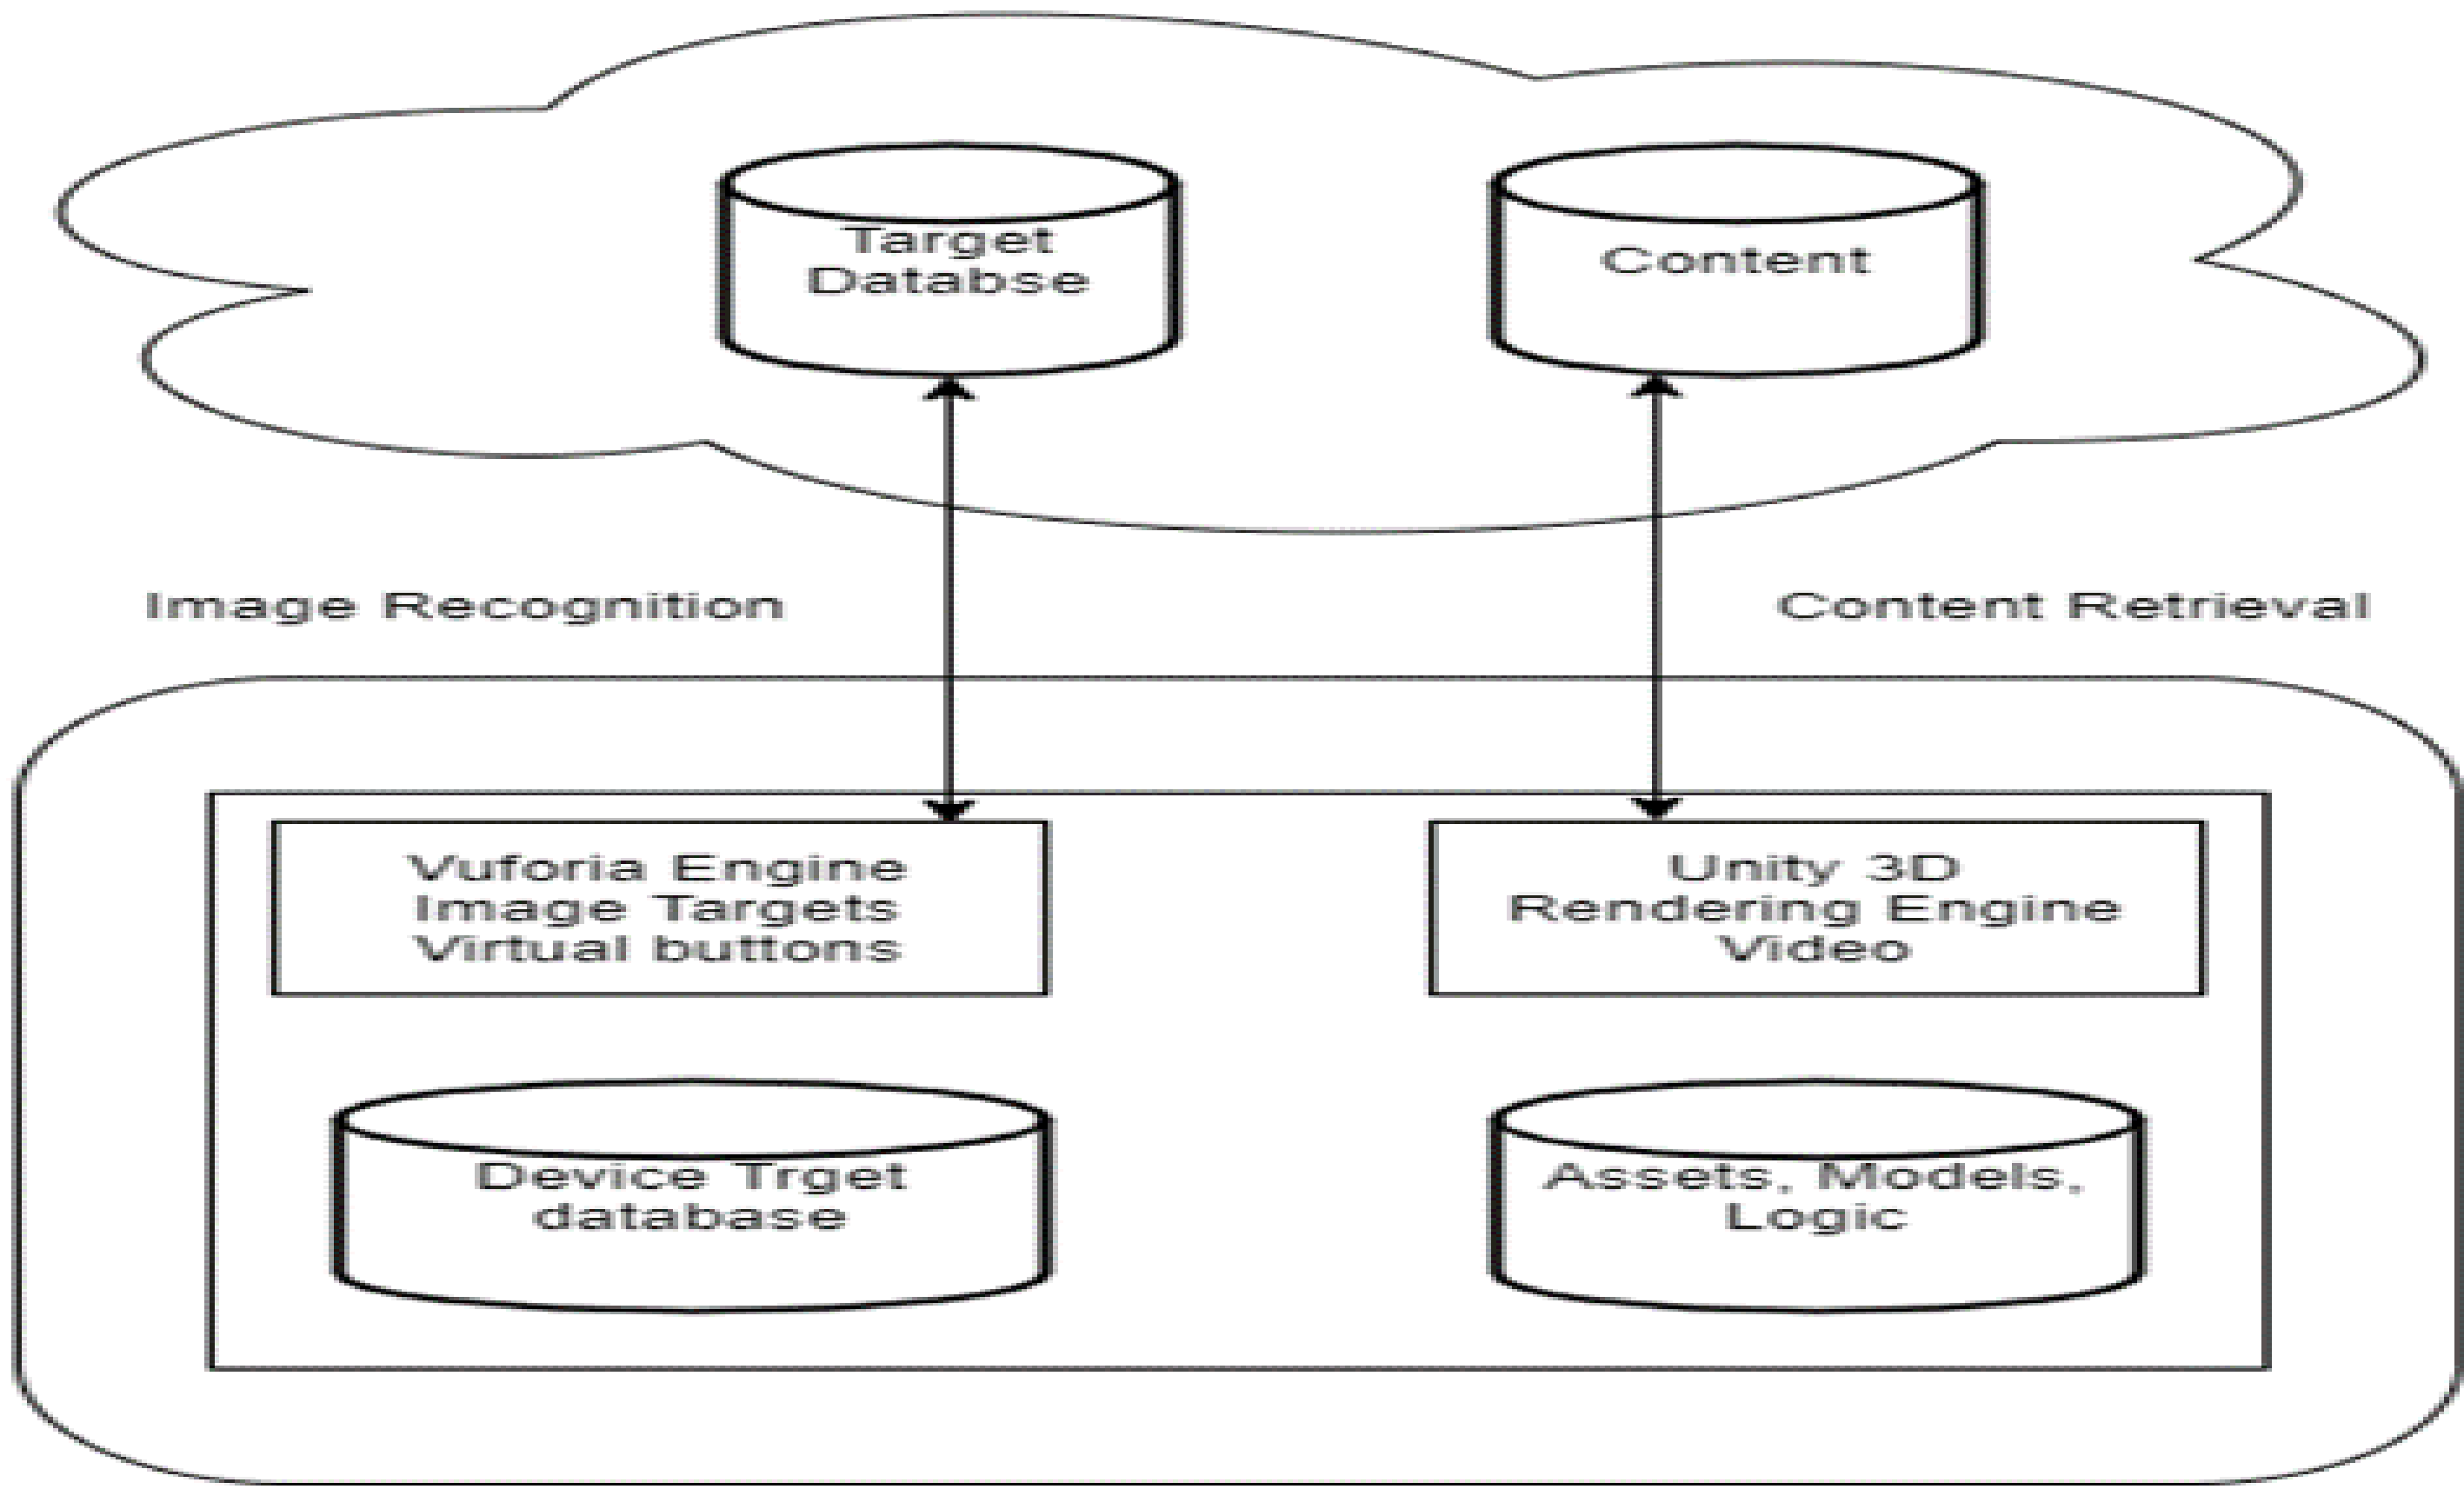 Target
Databse
Content
Image Recognition
Content Retrieval
Vuforia Engine
Image Targets
Virtual buttons
Unity 3D
Rendering Engine
Video
Device Trget
database
Assets, Models,
Logic